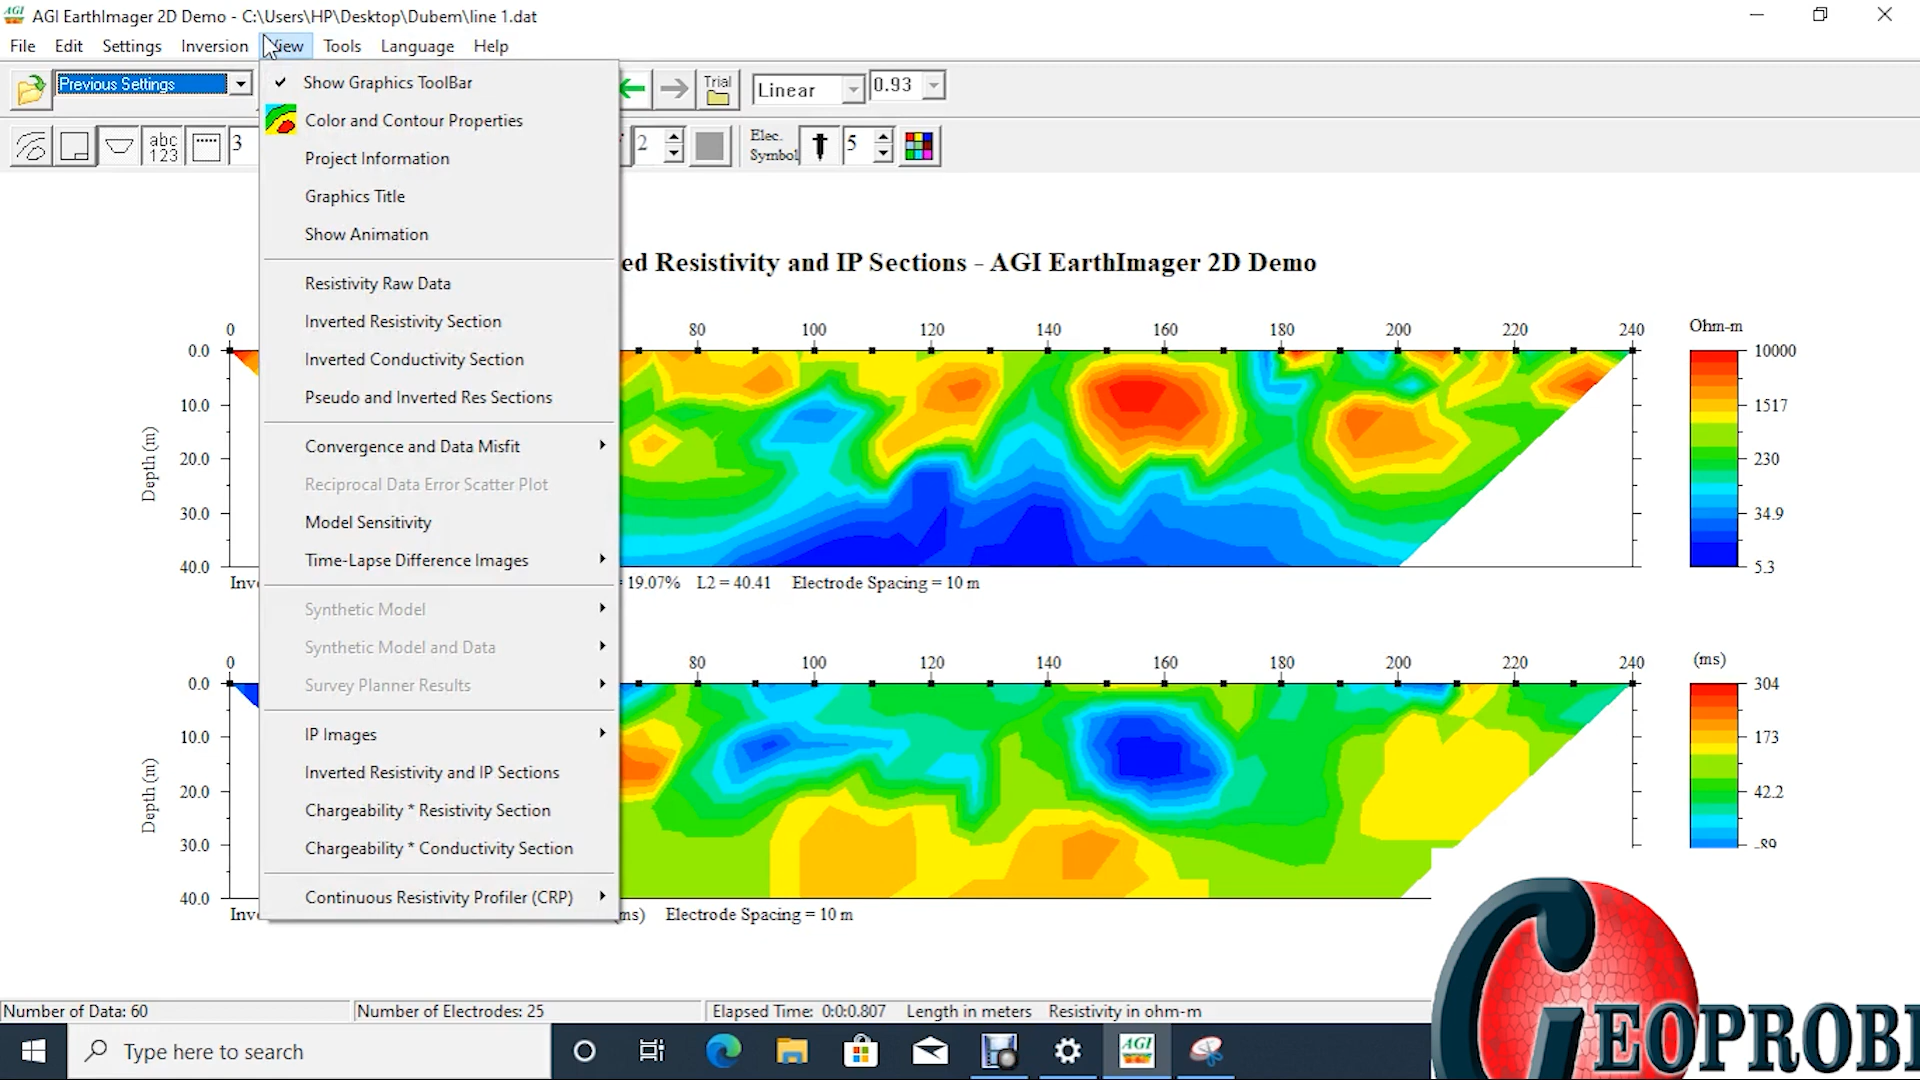 AGI EarthImager 2D Demo - C:\Users\HP\Desktop\Dubem\line 1.dat
File Edit Settings Inversion View Tools Language Help
Previous Settings
Trial
Linear
0.93
abc
123
3
2
Elec.
Symbol
5
Show Graphics ToolBar
Color and Contour Properties
Project Information
Graphics Title
Show Animation
Resistivity Raw Data
Inverted Resistivity Section
Inverted Conductivity Section
Pseudo and Inverted Res Sections
Convergence and Data Misfit
Reciprocal Data Error Scatter Plot
Model Sensitivity
Time-Lapse Difference Images
Synthetic Model
Synthetic Model and Data
Survey Planner Results
IP Images
Inverted Resistivity and IP Sections
Chargeability * Resistivity Section
Chargeability * Conductivity Section
Continuous Resistivity Profiler (CRP)
ed Resistivity and IP Sections - AGI EarthImager 2D Demo
0 80 100 120 140 160 180 200 220 240
Ohm-m
0.0
10.0
20.0
30.0
40.0
Depth (m)
10000
1517
230
34.9
5.3
Inve
= 19.07% L2 = 40.41 Electrode Spacing = 10 m
0 80 100 120 140 160 180 200 220 240
(ms)
0.0
10.0
20.0
30.0
40.0
Depth (m)
304
173
42.2
-89
Inve
(ms) Electrode Spacing = 10 m
Number of Data: 60
Number of Electrodes: 25
Elapsed Time: 0:0:0.807 Length in meters Resistivity in ohm-m
Type here to search
AGI
GEOPROBE